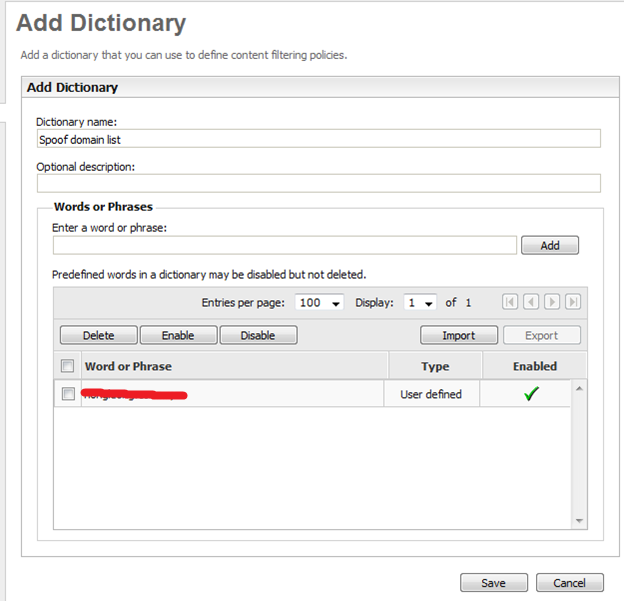 Add Dictionary
Add a dictionary that you can use to define content filtering policies.
Add Dictionary
Dictionary name:
Spoof domain list
Optional description:
Words or Phrases
Enter a word or phrase:
Add
Predefined words in a dictionary may be disabled but not deleted.
Entries per page: 100 Display: 1 of 1
Delete Enable Disable Import Export
Word or Phrase Type Enabled
User defined
Save Cancel